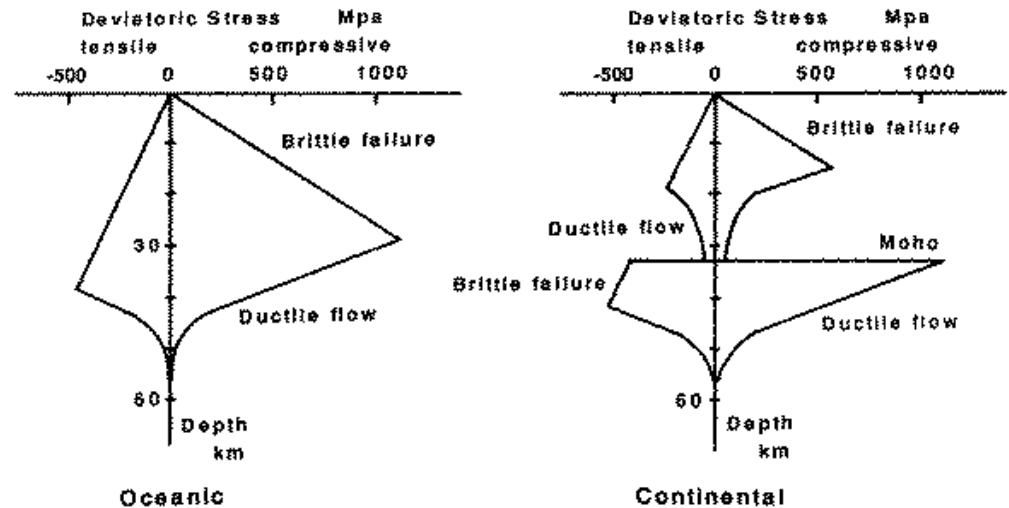 Deviatoric Stress Mpa
tensile compressive
-500 0 500 1000
Brittle failure
30
Ductile flow
60
Depth
km
Oceanic
Deviatoric Stress Mpa
tensile compressive
-500 0 500 1000
Brittle failure
Ductile flow
Moho
Brittle failure
Ductile flow
60
Depth
km
Continental